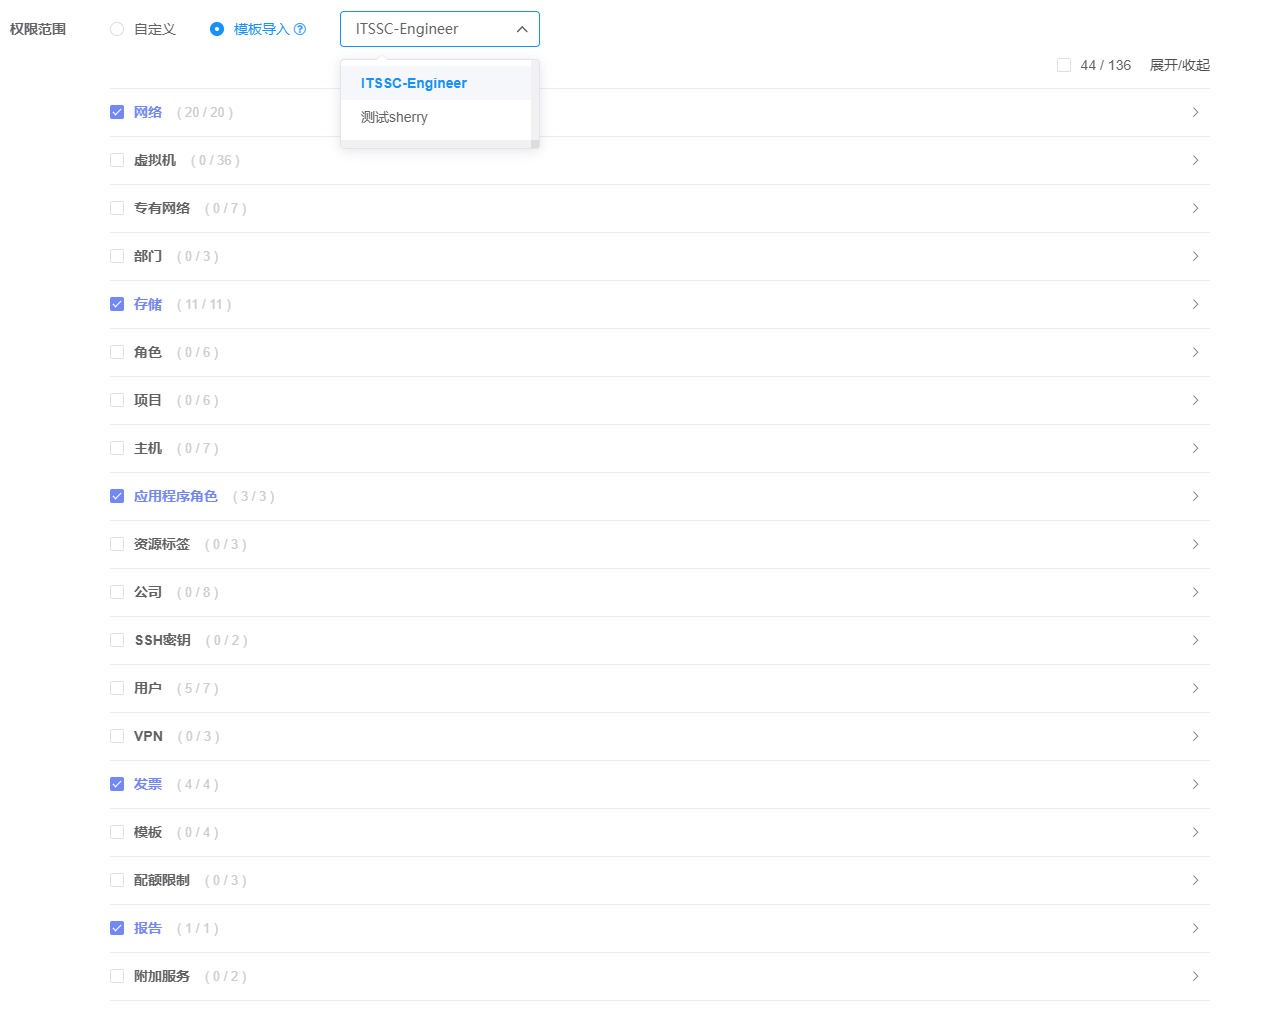 权限范围 自定义 模板导入 ITSSC-Engineer
44 / 136 展开/收起
ITSSC-Engineer
测试sherry
网络 ( 20 / 20 )
虚拟机 ( 0 / 36 )
专有网络 ( 0 / 7 )
部门 ( 0 / 3 )
存储 ( 11 / 11 )
角色 ( 0 / 6 )
项目 ( 0 / 6 )
主机 ( 0 / 7 )
应用程序角色 ( 3 / 3 )
资源标签 ( 0 / 3 )
公司 ( 0 / 8 )
SSH密钥 ( 0 / 2 )
用户 ( 5 / 7 )
VPN ( 0 / 3 )
发票 ( 4 / 4 )
模板 ( 0 / 4 )
配额限制 ( 0 / 3 )
报告 ( 1 / 1 )
附加服务 ( 0 / 2 )